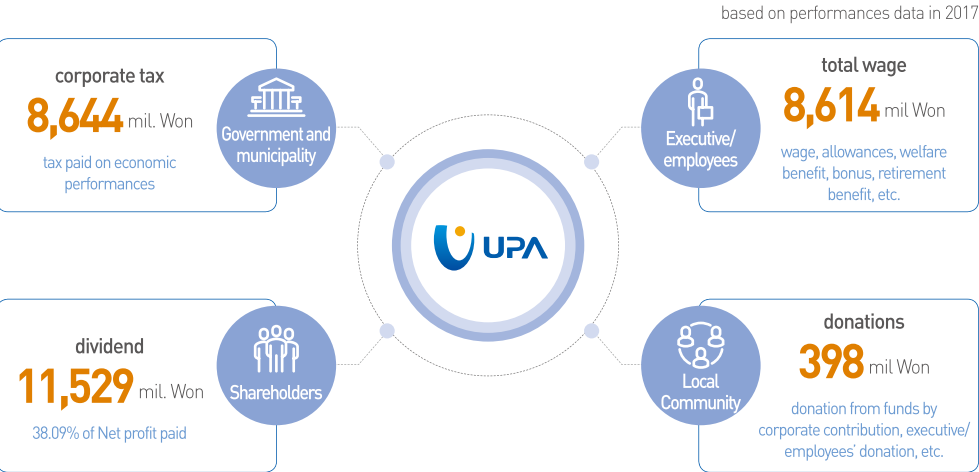 based on performances data in 2017
corporate tax
8,644 mil. Won
tax paid on economic
performances
Government and
municipality
total wage
8,614 mil Won
wage, allowances, welfare
benefit, bonus, retirement
benefit, etc.
Executive/
employees
UPA
dividend
11,529 mil. Won
38.09% of Net profit paid
Shareholders
donations
398 mil Won
donation from funds by
corporate contribution, executive/
employees' donation, etc.
Local
Community